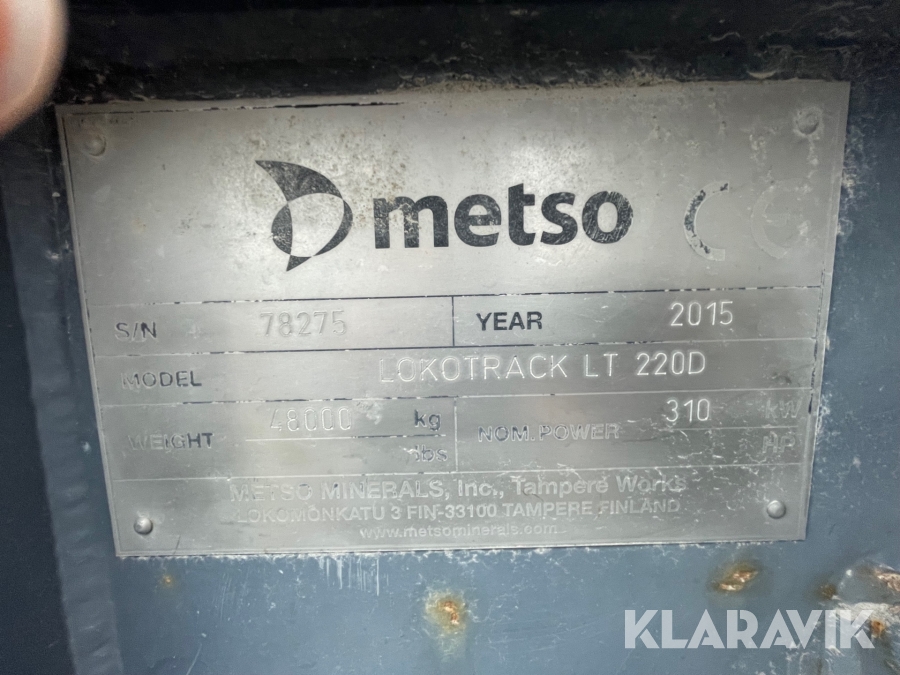 metso CE
S/N 78275 YEAR 2015
MODEL LOKOTRACK LT 220D
WEIGHT 48000 kg NOM. POWER 310 kW
lbs HP
METSO MINERALS, Inc., Tampere Works
LOKOMONKATU 3 FIN-33100 TAMPERE FINLAND
www.metsominerals.com
KLARAVIK